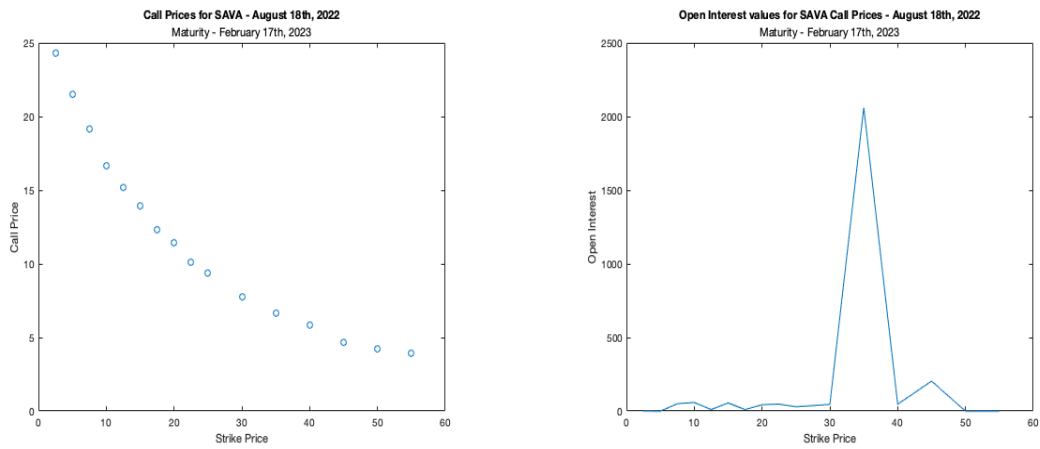 Call Prices for SAVA - August 18th, 2022
Maturity - February 17th, 2023
25
20
15
10
5
0
Call Price
0 10 20 30 40 50 60
Strike Price
Open Interest values for SAVA Call Prices - August 18th, 2022
Maturity - February 17th, 2023
2500
2000
1500
1000
500
0
Open Interest
0 10 20 30 40 50 60
Strike Price